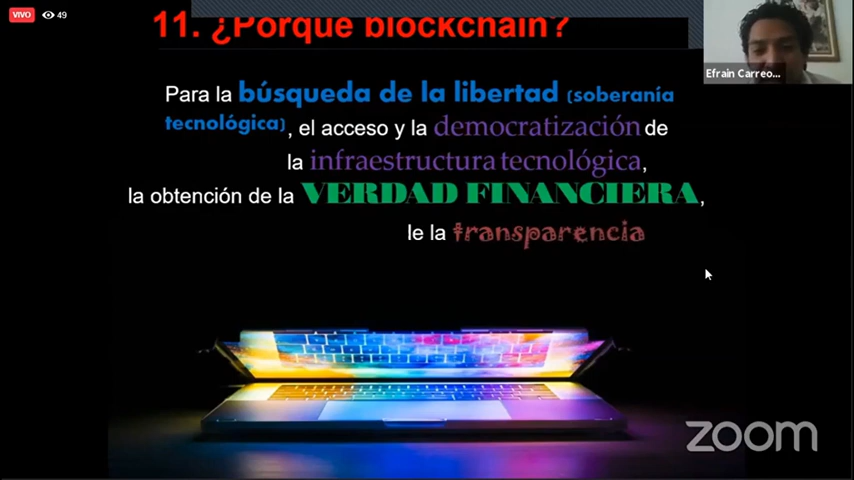 VIVO 49
11. ¿Porque blockchain?
Efrain Carreo...
Para la búsqueda de la libertad (soberanía
tecnológica), el acceso y la democratización de
la infraestructura tecnológica,
la obtención de la VERDAD FINANCIERA,
le la transparencia
zoom